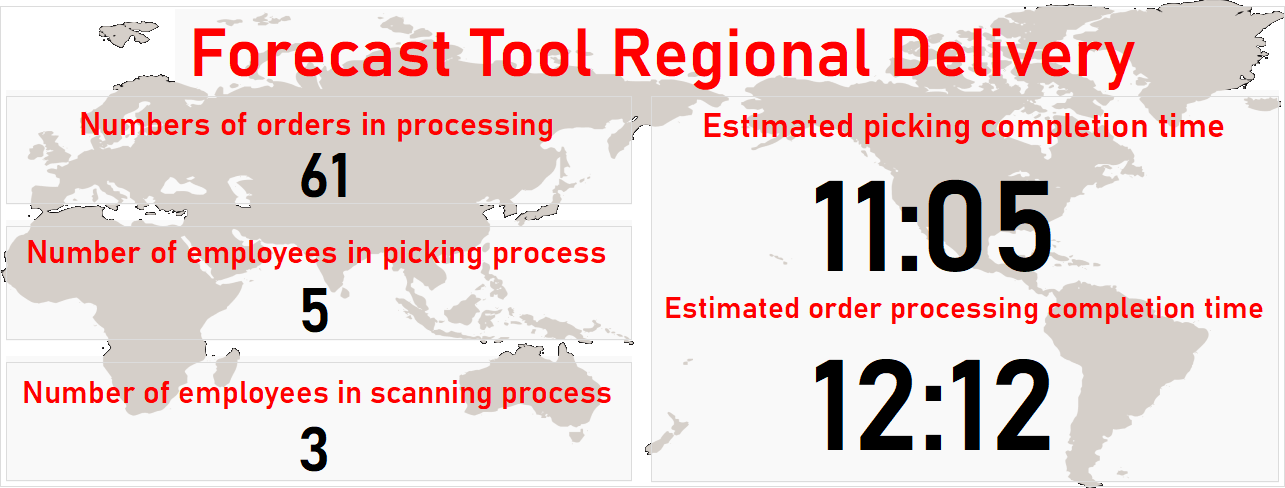 Forecast Tool Regional Delivery
Numbers of orders in processing
61
Number of employees in picking process
5
Number of employees in scanning process
3
Estimated picking completion time
11:05
Estimated order processing completion time
12:12